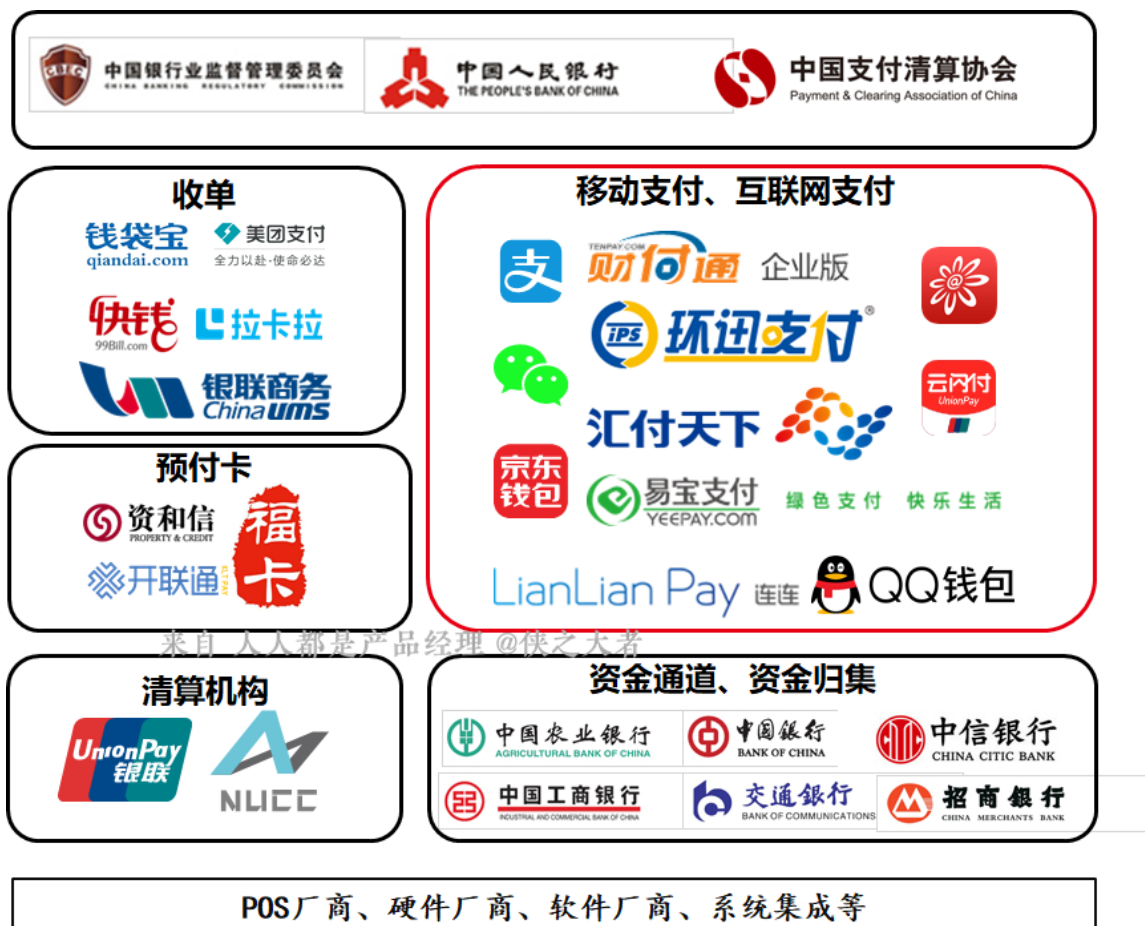 CBRC
中国银行业监督管理委员会
CHINA BANKING REGULATORY COMMISSION
中国人民银行
THE PEOPLE'S BANK OF CHINA
中国支付清算协会
Payment & Clearing Association of China
收单
钱袋宝
qiandai.com
美团支付
全力以赴·使命必达
快钱
99Bill.com
拉卡拉
银联商务
China ums
移动支付、互联网支付
支
TENPAY.COM
财付通 企业版
iPS 环迅支付®
云闪付
UnionPay
汇付天下
京东
钱包
易宝支付
YEEPAY.COM
绿色支付 快乐生活
LianLian Pay 连连
QQ钱包
预付卡
资和信
PROPERTY & CREDIT
福卡
开联通
KLTPAY
来自 人人都是产品经理 @侠之大者
清算机构
UnionPay
银联
NUCC
资金通道、资金归集
中国农业银行
AGRICULTURAL BANK OF CHINA
中国银行
BANK OF CHINA
中信银行
CHINA CITIC BANK
中国工商银行
INDUSTRIAL AND COMMERCIAL BANK OF CHINA
交通銀行
BANK OF COMMUNICATIONS
招商銀行
CHINA MERCHANTS BANK
POS厂商、硬件厂商、软件厂商、系统集成等